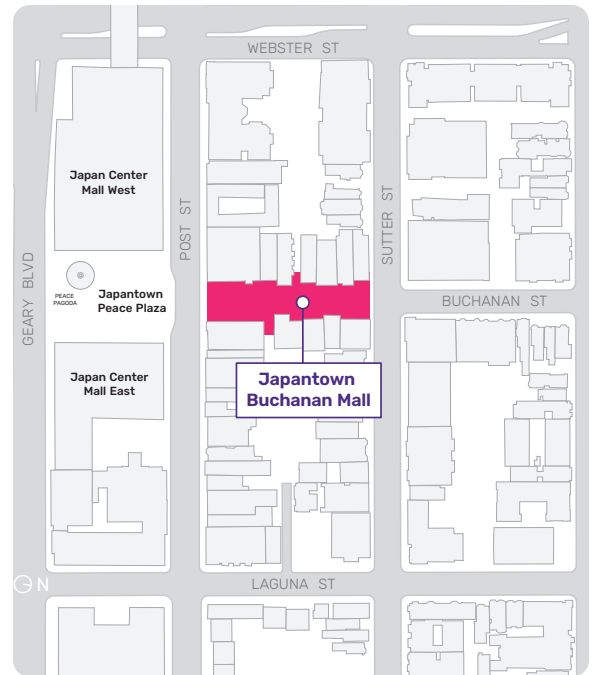 WEBSTER ST
Japan Center
Mall West
POST ST
SUTTER ST
GEARY BLVD
PEACE
PAGODA
Japantown
Peace Plaza
BUCHANAN ST
Japan Center
Mall East
Japantown
Buchanan Mall
N
LAGUNA ST